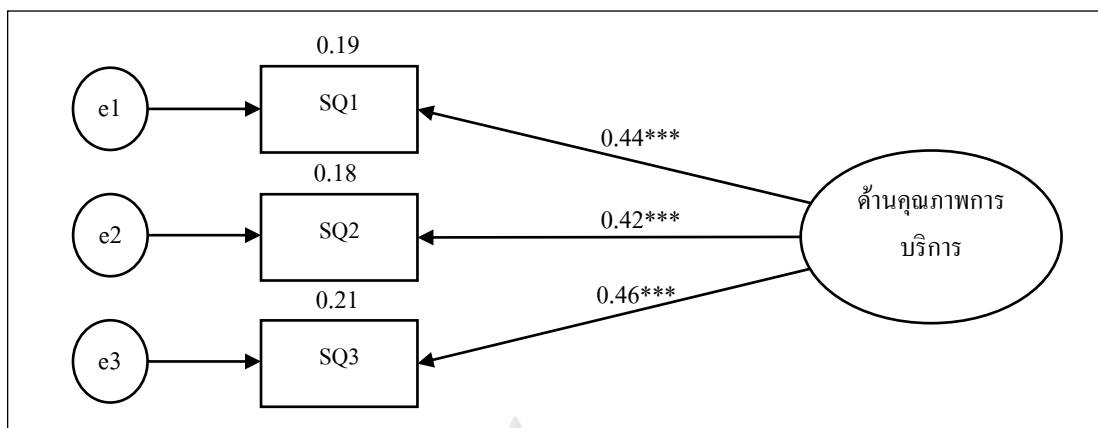 0.19
e1
SQ1
0.44***
0.18
e2
SQ2
0.42***
ด้านคุณภาพการ
บริการ
0.21
0.46***
e3
SQ3